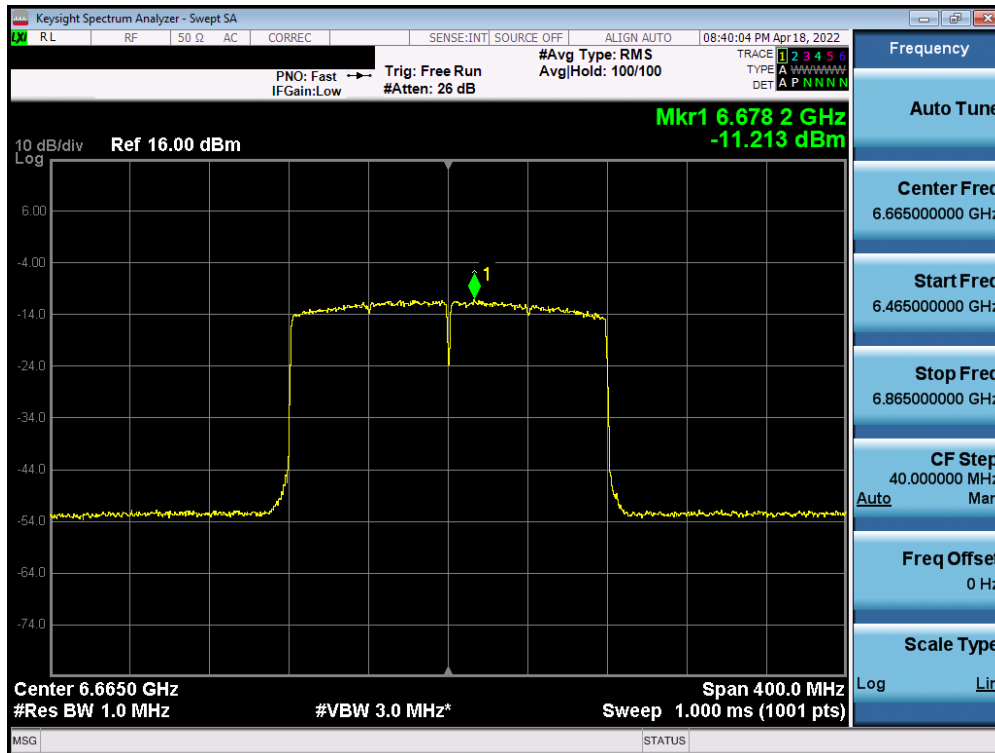 Keysight Spectrum Analyzer - Swept SA
LXI RL RF 50 Ω AC CORREC SENSE:INT SOURCE OFF ALIGN AUTO 08:40:04 PM Apr 18, 2022
PNO: Fast
IFGain:Low
Trig: Free Run
#Atten: 26 dB
#Avg Type: RMS
Avg|Hold: 100/100
TRACE 1 2 3 4 5 6
TYPE A WWWWW
DET A P N N N N
Mkr1 6.678 2 GHz
-11.213 dBm
10 dB/div Ref 16.00 dBm
Log
6.00
-4.00
-14.0
-24.0
-34.0
-44.0
-54.0
-64.0
-74.0
1
Center 6.6650 GHz Span 400.0 MHz
#Res BW 1.0 MHz #VBW 3.0 MHz* Sweep 1.000 ms (1001 pts)
MSG STATUS
Frequency
Auto Tune
Center Freq
6.665000000 GHz
Start Freq
6.465000000 GHz
Stop Freq
6.865000000 GHz
CF Step
40.000000 MHz
Auto Man
Freq Offset
0 Hz
Scale Type
Log Lin